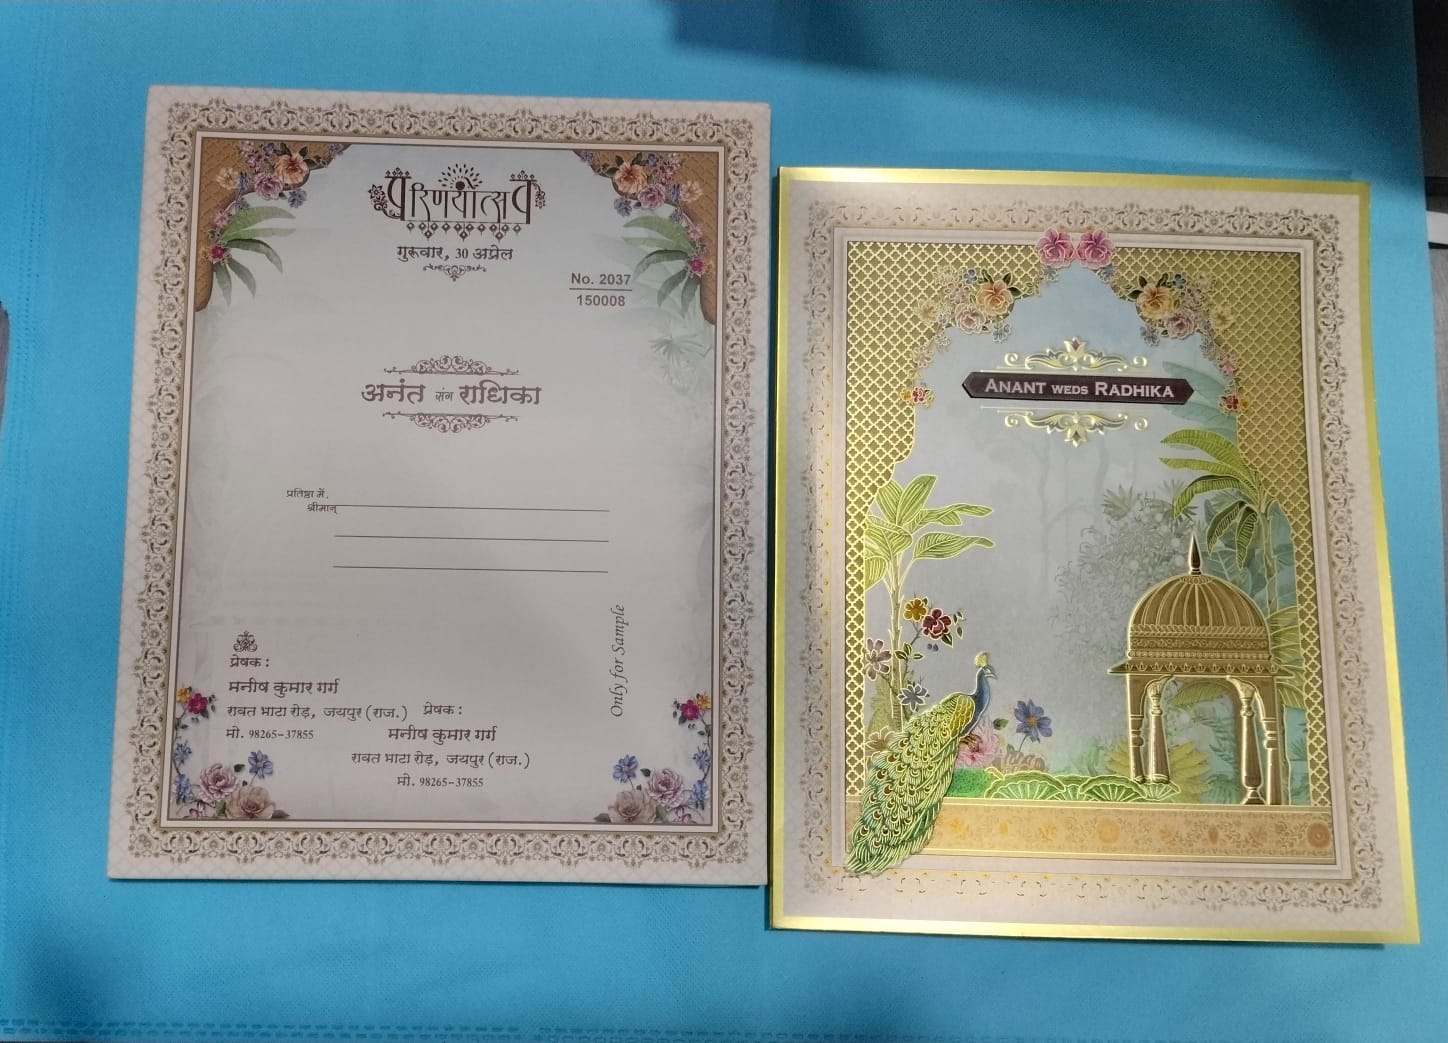 परिणयोत्सव
गुरूवार, 30 अप्रेल
No. 2037
150008
अनंत संग राधिका
प्रतिष्ठा में,
श्रीमान्
Only for Sample
प्रेषक :
मनीष कुमार गर्ग
रावत भाटा रोड़, जयपुर (राज.)
मो. 98265-37855
प्रेषक :
मनीष कुमार गर्ग
रावत भाटा रोड़, जयपुर (राज.)
मो. 98265-37855
ANANT WEDS RADHIKA